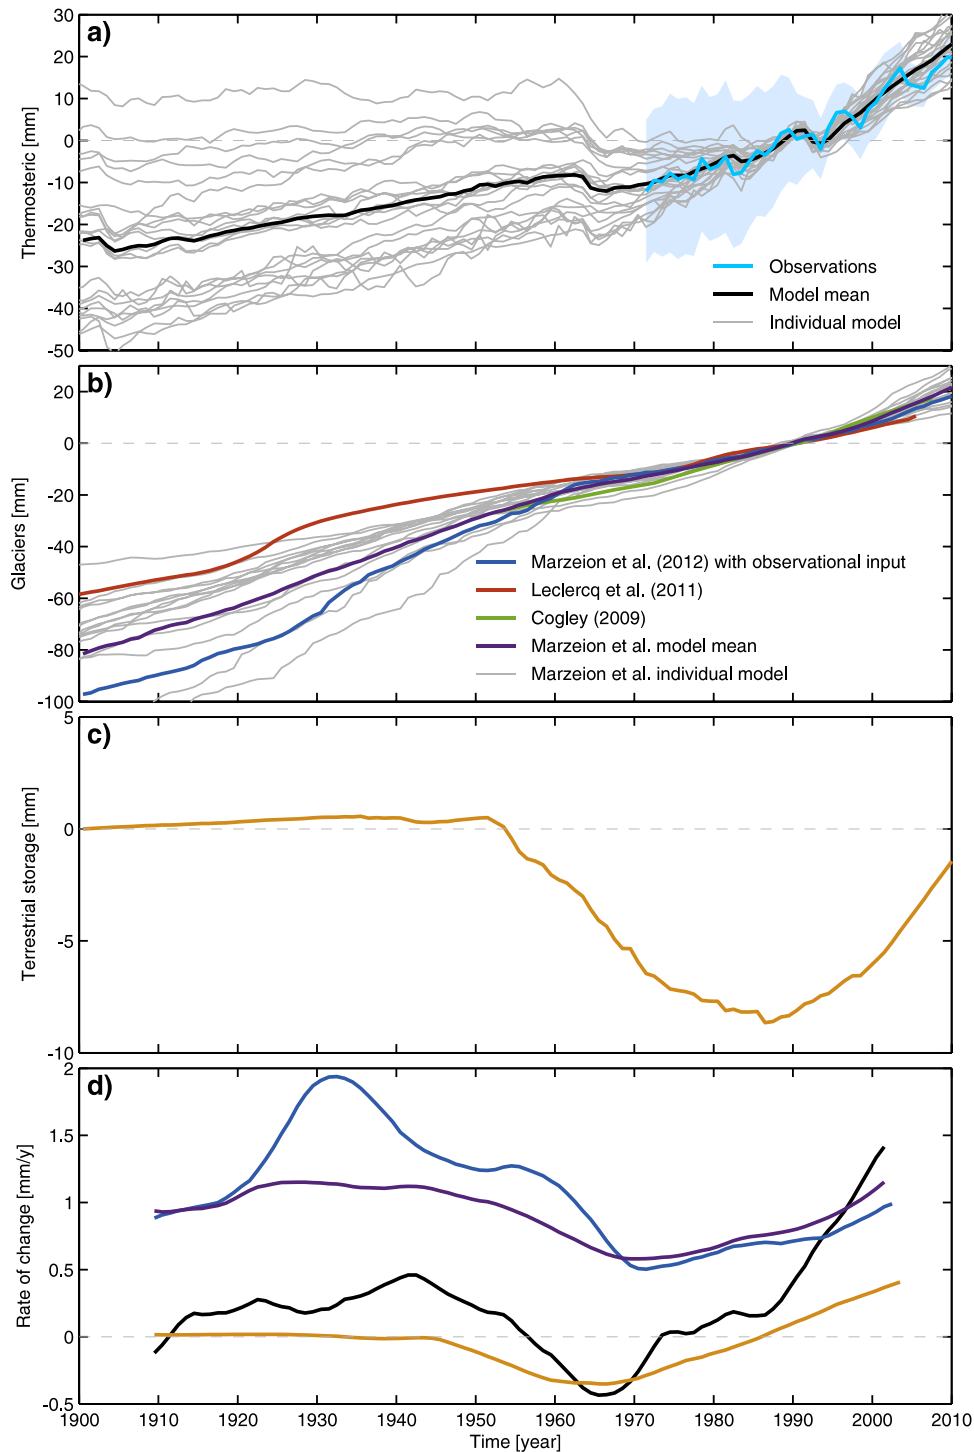 a)
Thermosteric [mm]
30
20
10
0
-10
-20
-30
-40
-50
Observations
Model mean
Individual model
b)
Glaciers [mm]
20
0
-20
-40
-60
-80
-100
Marzeion et al. (2012) with observational input
Leclercq et al. (2011)
Cogley (2009)
Marzeion et al. model mean
Marzeion et al. individual model
c)
Terrestrial storage [mm]
5
0
-5
-10
d)
Rate of change [mm/y]
2
1.5
1
0.5
0
-0.5
1900 1910 1920 1930 1940 1950 1960 1970 1980 1990 2000 2010
Time [year]